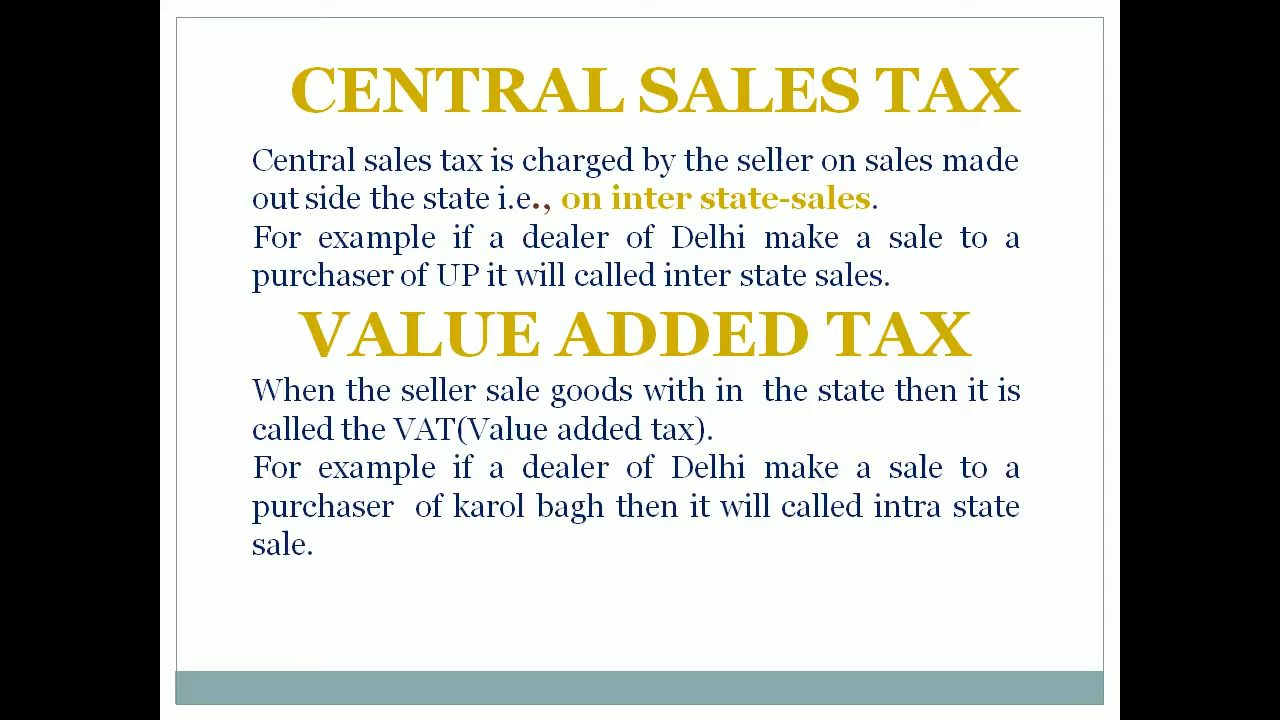 CENTRAL SALES TAX
Central sales tax is charged by the seller on sales made
out side the state i.e., on inter state-sales.
For example if a dealer of Delhi make a sale to a
purchaser of UP it will called inter state sales.
VALUE ADDED TAX
When the seller sale goods with in the state then it is
called the VAT(Value added tax).
For example if a dealer of Delhi make a sale to a
purchaser of karol bagh then it will called intra state
sale.